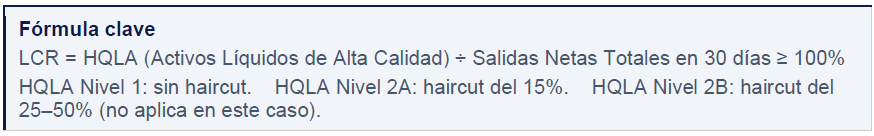 Fórmula clave
LCR = HQLA (Activos Líquidos de Alta Calidad) ÷ Salidas Netas Totales en 30 días ≥ 100%
HQLA Nivel 1: sin haircut. HQLA Nivel 2A: haircut del 15%. HQLA Nivel 2B: haircut del
25–50% (no aplica en este caso).